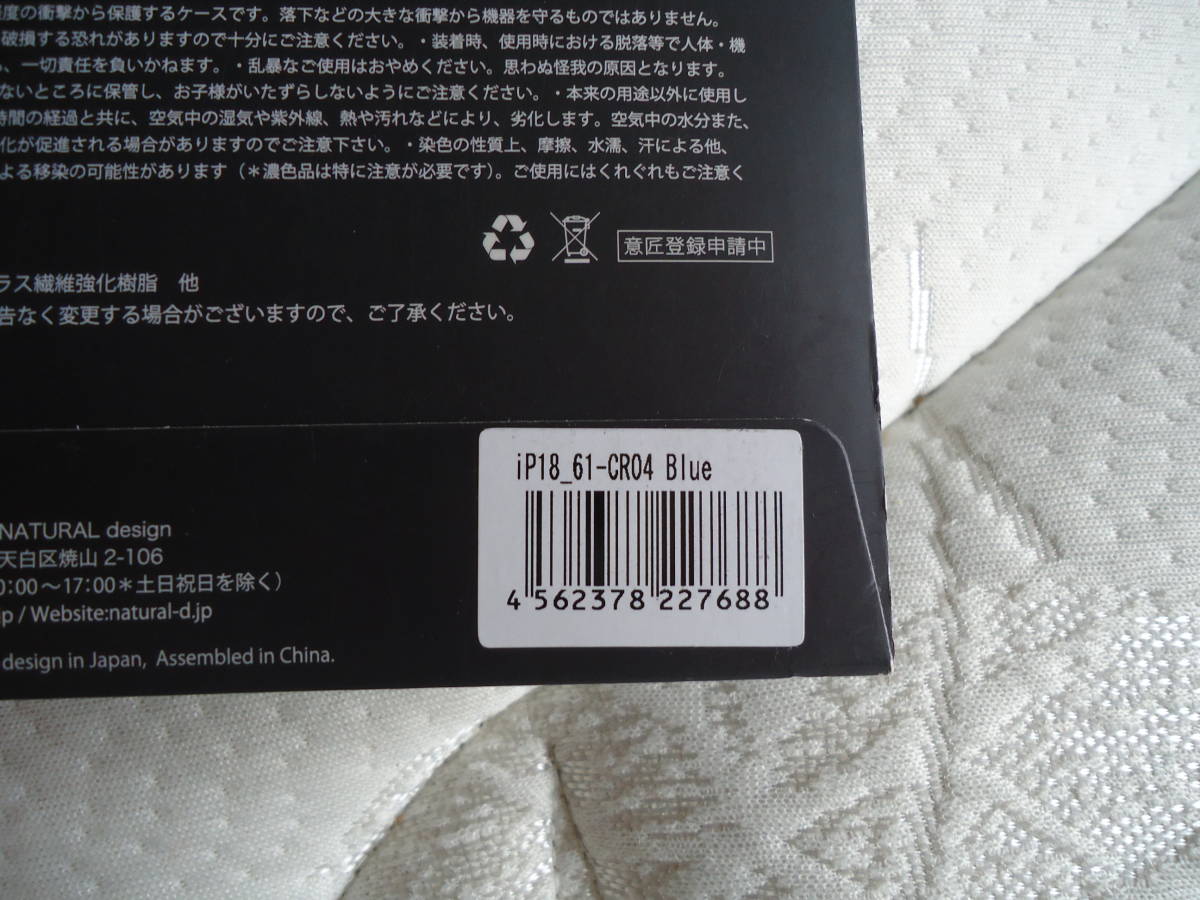 度の衝撃から保護するケースです。落下などの大きな衝撃から機器を守るものではありません。
破損する恐れがありますので十分にご注意ください。・装着時、使用時における脱落等で人体・機
、一切責任を負いかねます。・乱暴なご使用はおやめください。思わぬ怪我の原因となります。
ないところに保管し、お子様がいたずらしないようにご注意ください。・本来の用途以外に使用し
時間の経過と共に、空気中の湿気や紫外線、熱や汚れなどにより、劣化します。空気中の水分また、
化が促進される場合がありますのでご注意下さい。・染色の性質上、摩擦、水濡、汗による他、
よる移染の可能性があります（＊濃色品は特に注意が必要です）。ご使用にはくれぐれもご注意く
意匠登録申請中
ラス繊維強化樹脂　他
告なく変更する場合がございますので、ご了承ください。
iP18_61-CR04 Blue
4 562378 227688
NATURAL design
天白区焼山 2-106
0:00～17:00＊土日祝日を除く）
p / Website:natural-d.jp
design in Japan, Assembled in China.